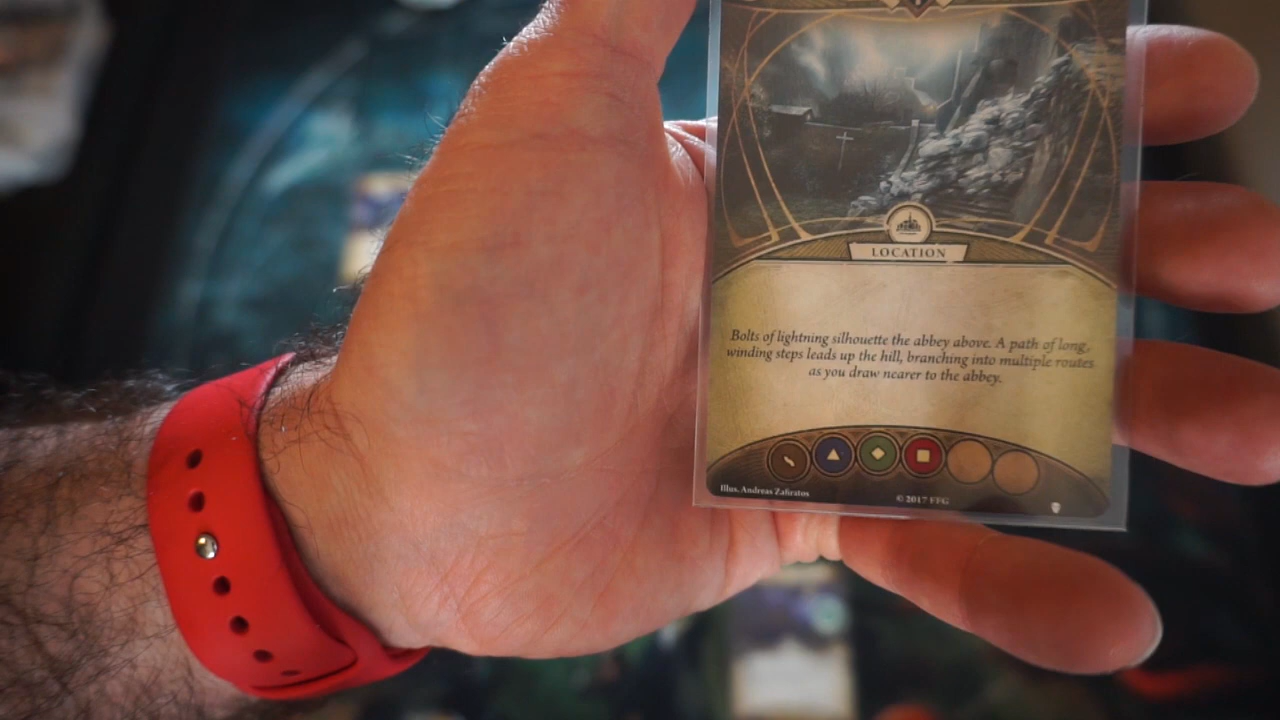 LOCATION
Bolts of lightning silhouette the abbey above. A path of long,
winding steps leads up the hill, branching into multiple routes
as you draw nearer to the abbey.
Illus. Andreas Zafiratos
© 2017 FFG